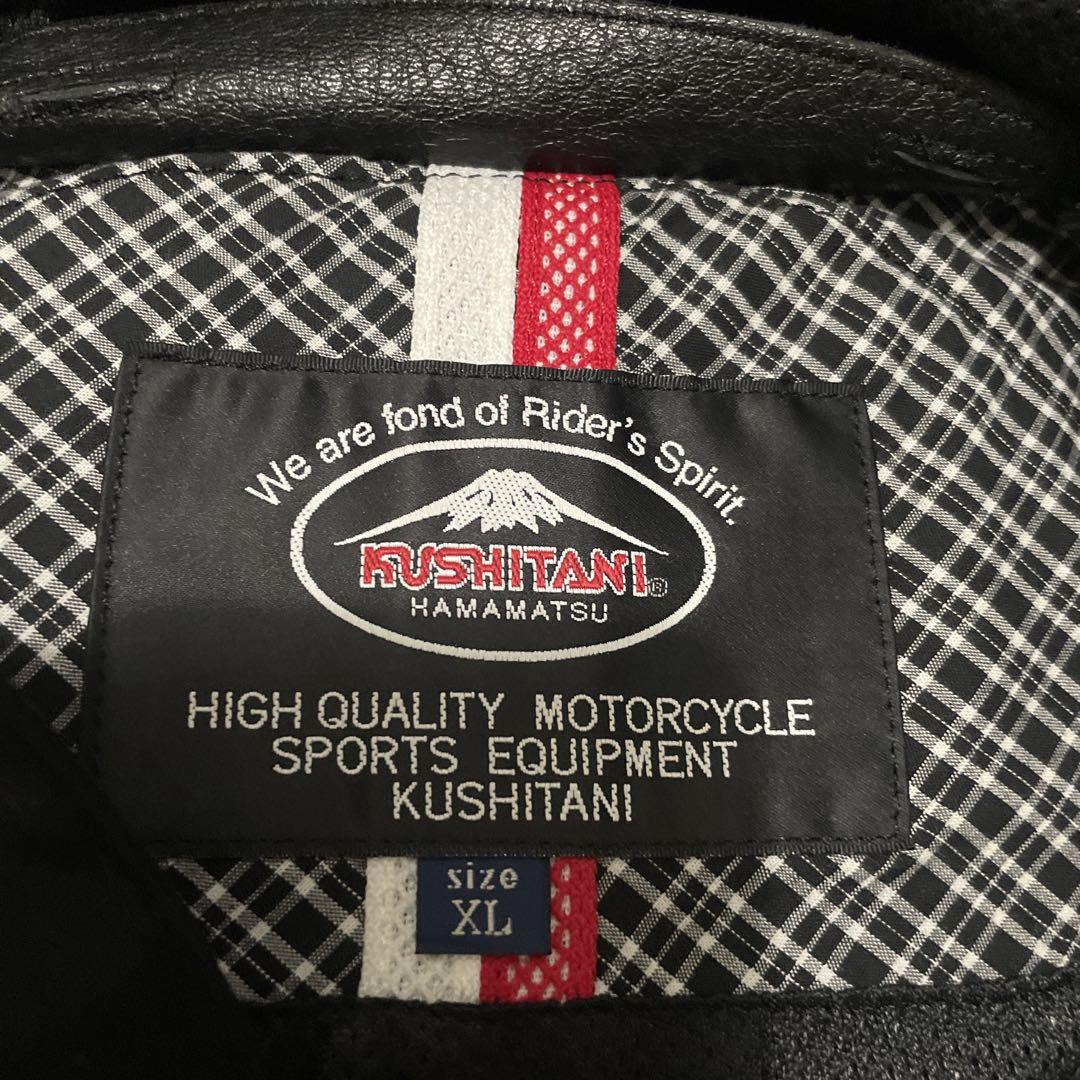 We are fond of Rider's Spirit.
KUSHITANI®
HAMAMATSU
HIGH QUALITY MOTORCYCLE
SPORTS EQUIPMENT
KUSHITANI
size
XL